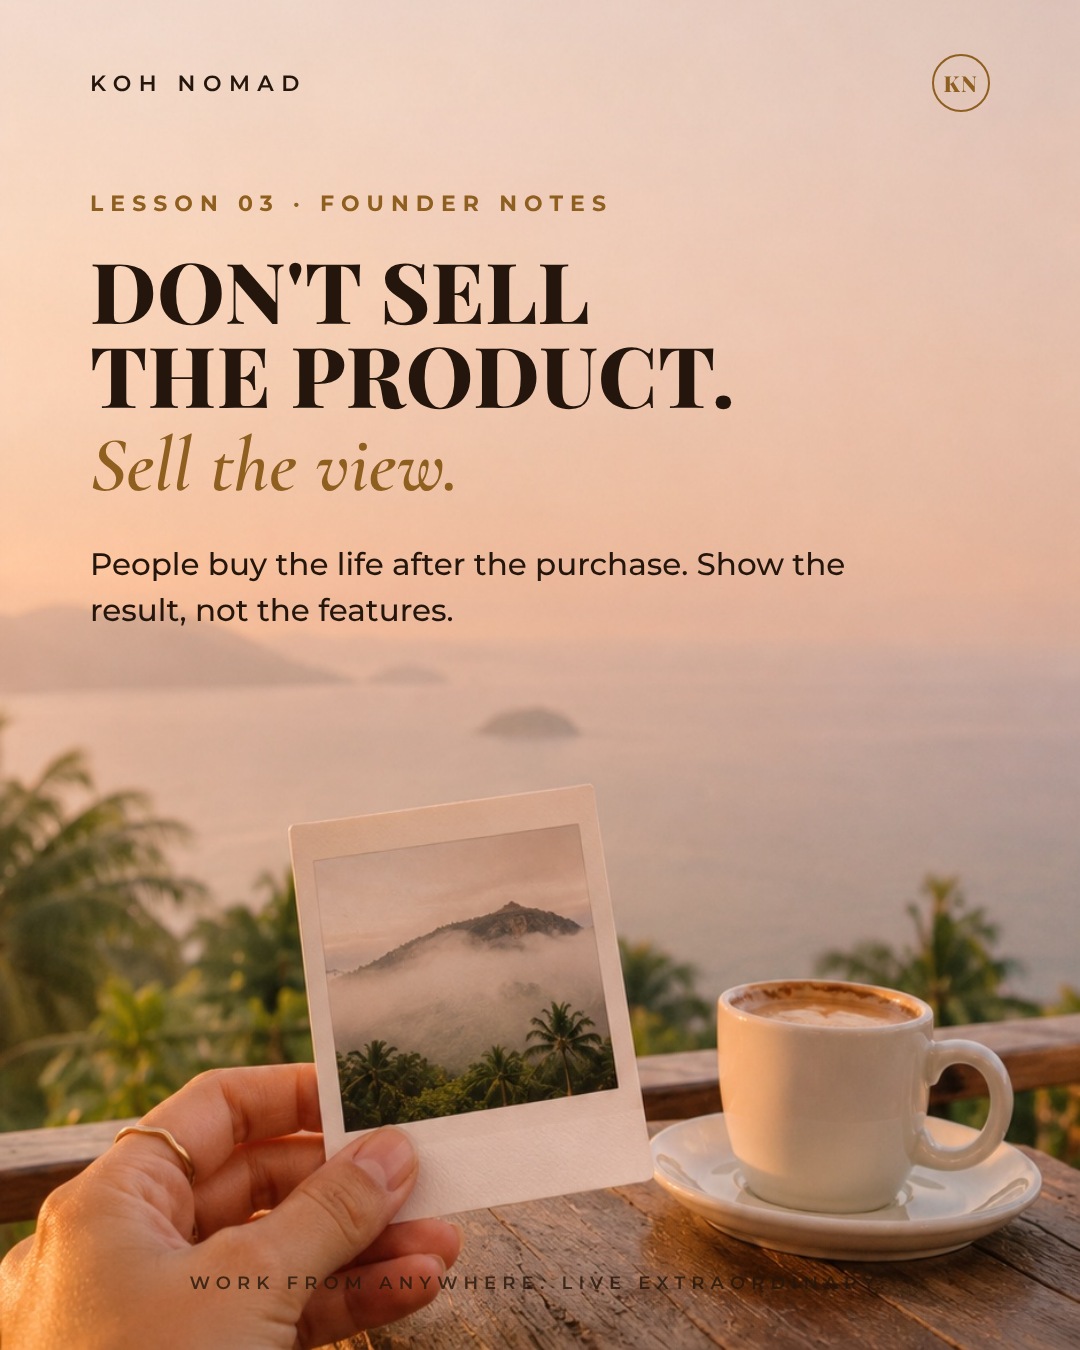 KOH NOMAD
KN
LESSON 03 · FOUNDER NOTES
DON'T SELL
THE PRODUCT.
Sell the view.
People buy the life after the purchase. Show the
result, not the features.
WORK FROM ANYWHERE. LIVE EXTRAORDINARY.